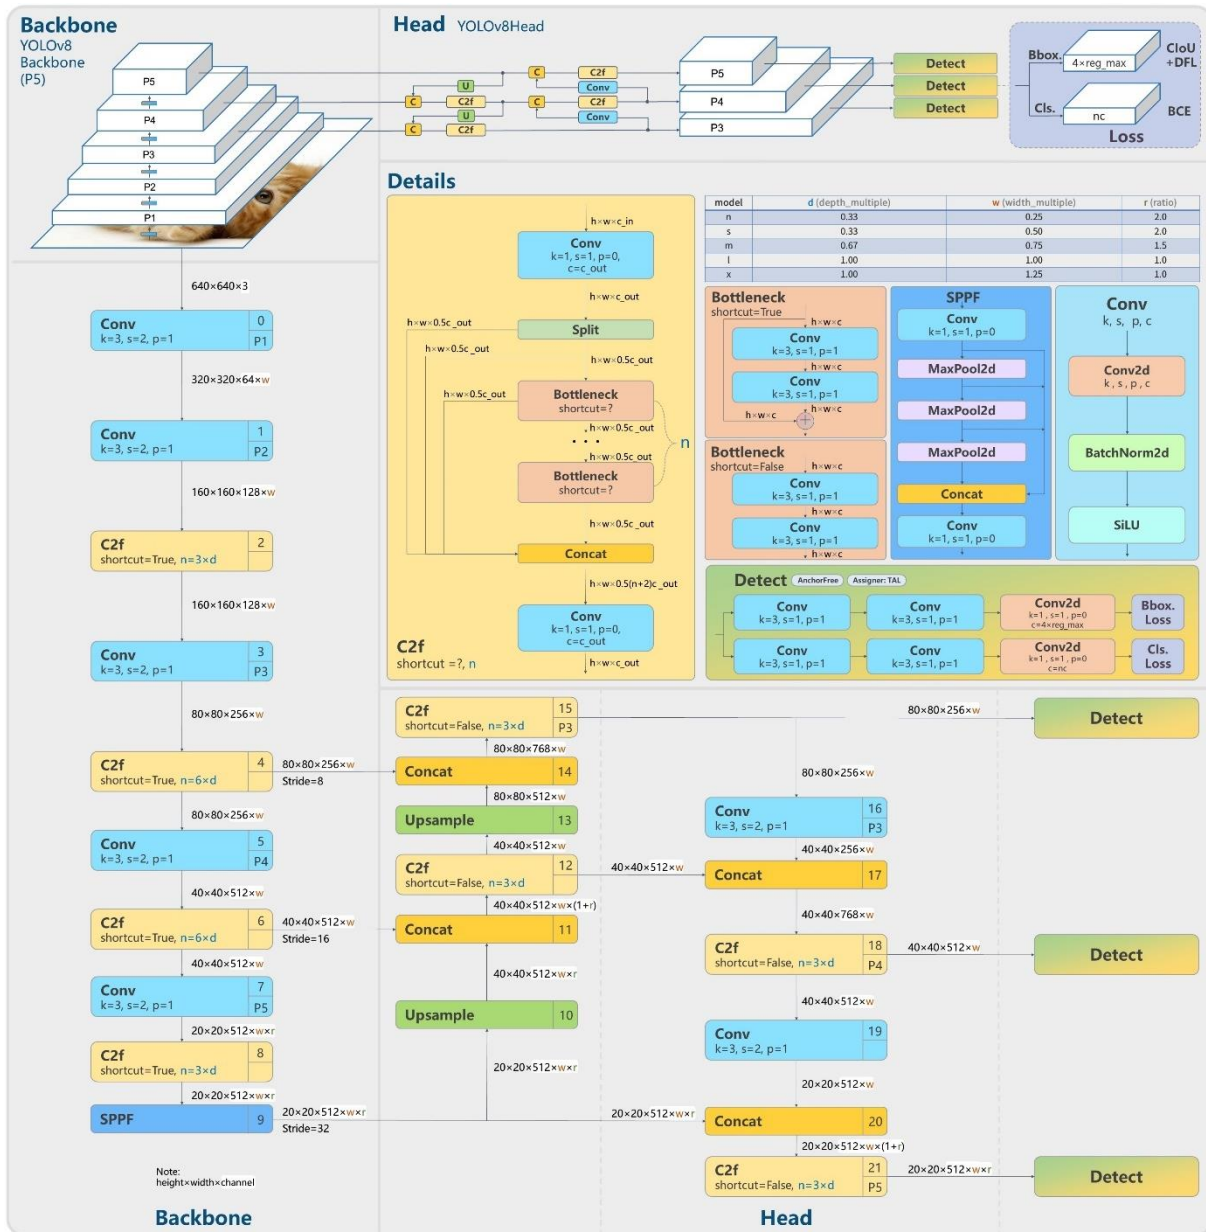 Backbone
YOLOv8
Backbone
(P5)
P5
P4
P3
P2
P1
Head YOLOv8Head
C
C2f
U
Conv
C
C2f
C
C2f
U
Conv
C
C2f
P5
P4
P3
Detect
Detect
Detect
Bbox.
4×reg_max
CIoU
+DFL
Cls.
nc
BCE
Loss
Details
h×w×c_in
Conv
k=1, s=1, p=0,
c=c_out
h×w×c_out
h×w×0.5c_out
Split
h×w×0.5c_out
h×w×0.5c_out
h×w×0.5c_out
Bottleneck
shortcut=?
h×w×0.5c_out
• • •
n
h×w×0.5c_out
Bottleneck
shortcut=?
h×w×0.5c_out
Concat
h×w×0.5(n+2)c_out
Conv
k=1, s=1, p=0,
c=c_out
C2f
shortcut =?, n
h×w×c_out
model d (depth_multiple) w (width_multiple) r (ratio)
n 0.33 0.25 2.0
s 0.33 0.50 2.0
m 0.67 0.75 1.5
l 1.00 1.00 1.0
x 1.00 1.25 1.0
Bottleneck
shortcut=True
h×w×c
Conv
k=3, s=1, p=1
h×w×c
Conv
k=3, s=1, p=1
h×w×c
h×w×c
+
Bottleneck
shortcut=False
h×w×c
Conv
k=3, s=1, p=1
h×w×c
Conv
k=3, s=1, p=1
h×w×c
SPPF
Conv
k=1, s=1, p=0
MaxPool2d
MaxPool2d
MaxPool2d
Concat
Conv
k=1, s=1, p=0
Conv
k, s, p, c
Conv2d
k, s, p, c
BatchNorm2d
SiLU
Detect AnchorFree Assigner: TAL
Conv
k=3, s=1, p=1
Conv
k=3, s=1, p=1
Conv2d
k=1, s=1, p=0
c=4×reg_max
Bbox.
Loss
Conv
k=3, s=1, p=1
Conv
k=3, s=1, p=1
Conv2d
k=1, s=1, p=0
c=nc
Cls.
Loss
640×640×3
Conv 0
k=3, s=2, p=1 P1
320×320×64×w
Conv 1
k=3, s=2, p=1 P2
160×160×128×w
C2f 2
shortcut=True, n=3×d
160×160×128×w
Conv 3
k=3, s=2, p=1 P3
80×80×256×w
C2f 4
shortcut=True, n=6×d
80×80×256×w
Stride=8
80×80×256×w
Conv 5
k=3, s=2, p=1 P4
40×40×512×w
C2f 6
shortcut=True, n=6×d
40×40×512×w
Stride=16
40×40×512×w
Conv 7
k=3, s=2, p=1 P5
20×20×512×w×r
C2f 8
shortcut=True, n=3×d
20×20×512×w×r
SPPF 9
20×20×512×w×r
Stride=32
Note:
height×width×channel
Backbone
C2f 15
shortcut=False, n=3×d P3
80×80×768×w
Concat 14
80×80×512×w
Upsample 13
40×40×512×w
C2f 12
shortcut=False, n=3×d
40×40×512×w
40×40×512×w×(1+r)
Concat 11
40×40×512×w×r
Upsample 10
20×20×512×w×r
80×80×256×w
Detect
80×80×256×w
Conv 16
k=3, s=2, p=1 P3
40×40×256×w
Concat 17
40×40×768×w
C2f 18
shortcut=False, n=3×d P4
40×40×512×w
Detect
40×40×512×w
Conv 19
k=3, s=2, p=1
20×20×512×w
20×20×512×w×r
Concat 20
20×20×512×w×(1+r)
C2f 21
shortcut=False, n=3×d P5
20×20×512×w×r
Detect
Head